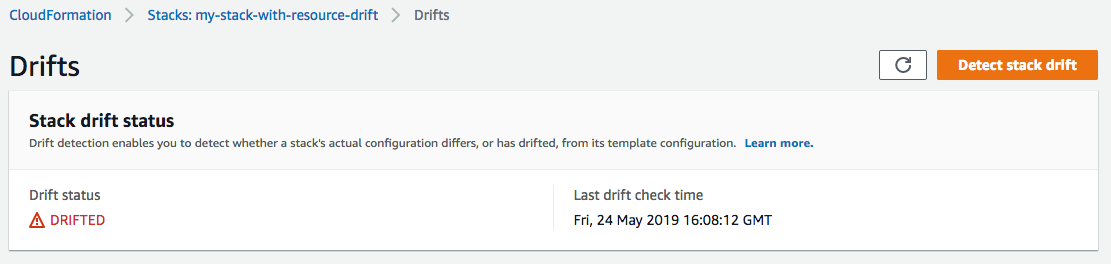 CloudFormation > Stacks: my-stack-with-resource-drift > Drifts
Drifts
Detect stack drift
Stack drift status
Drift detection enables you to detect whether a stack's actual configuration differs, or has drifted, from its template configuration. Learn more.
Drift status
DRIFTED
Last drift check time
Fri, 24 May 2019 16:08:12 GMT